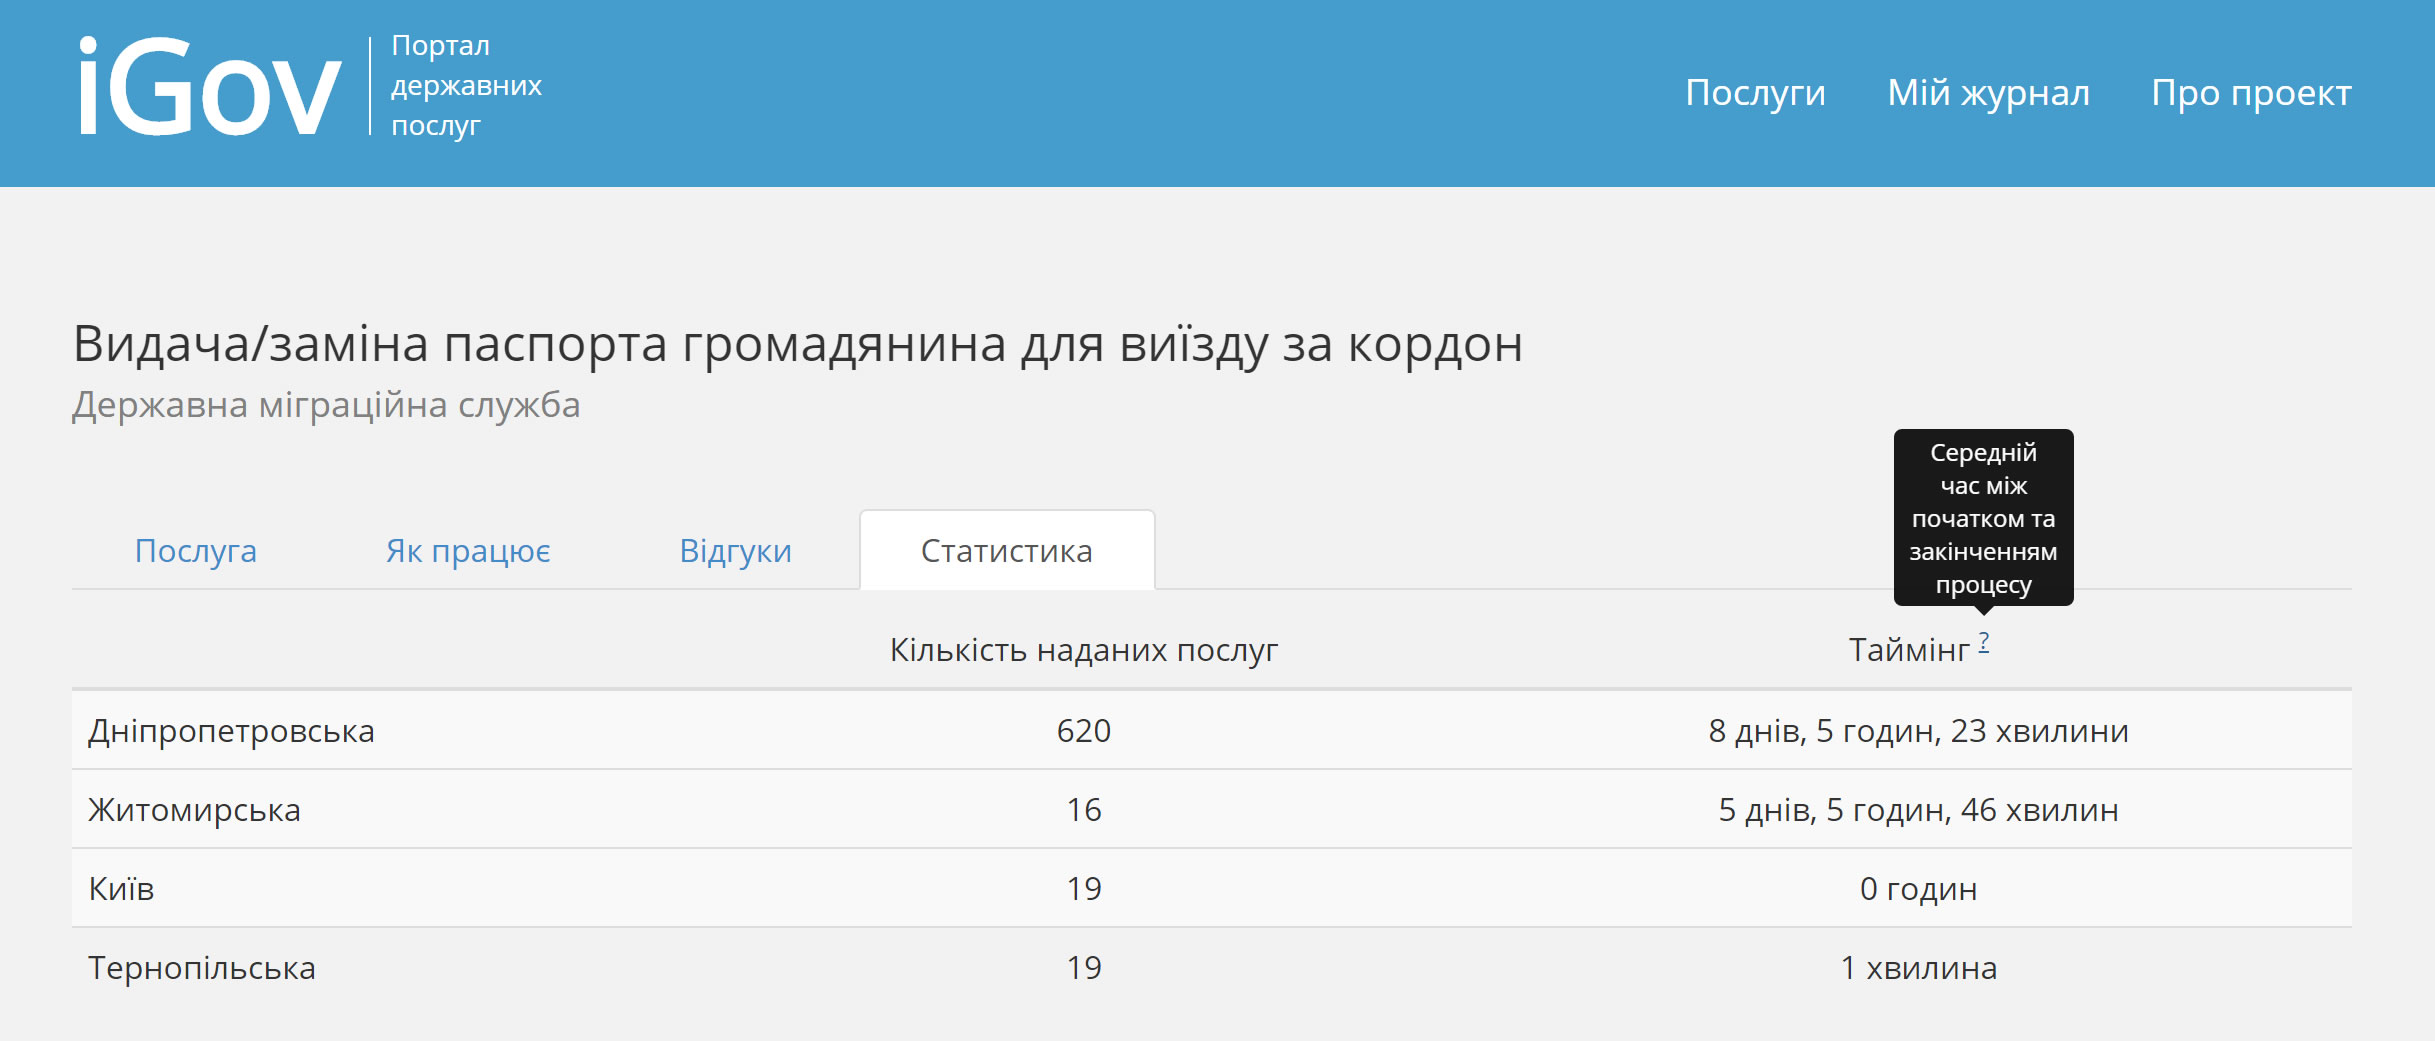 iGov
Портал
державних
послуг
Послуги Мій журнал Про проект
Видача/заміна паспорта громадянина для виїзду за кордон
Державна міграційна служба
Середній
час між
початком та
закінченням
процесу
Послуга Як працює Відгуки Статистика
Кількість наданих послуг Таймінг ?
Дніпропетровська 620 8 днів, 5 годин, 23 хвилини
Житомирська 16 5 днів, 5 годин, 46 хвилин
Київ 19 0 годин
Тернопільська 19 1 хвилина